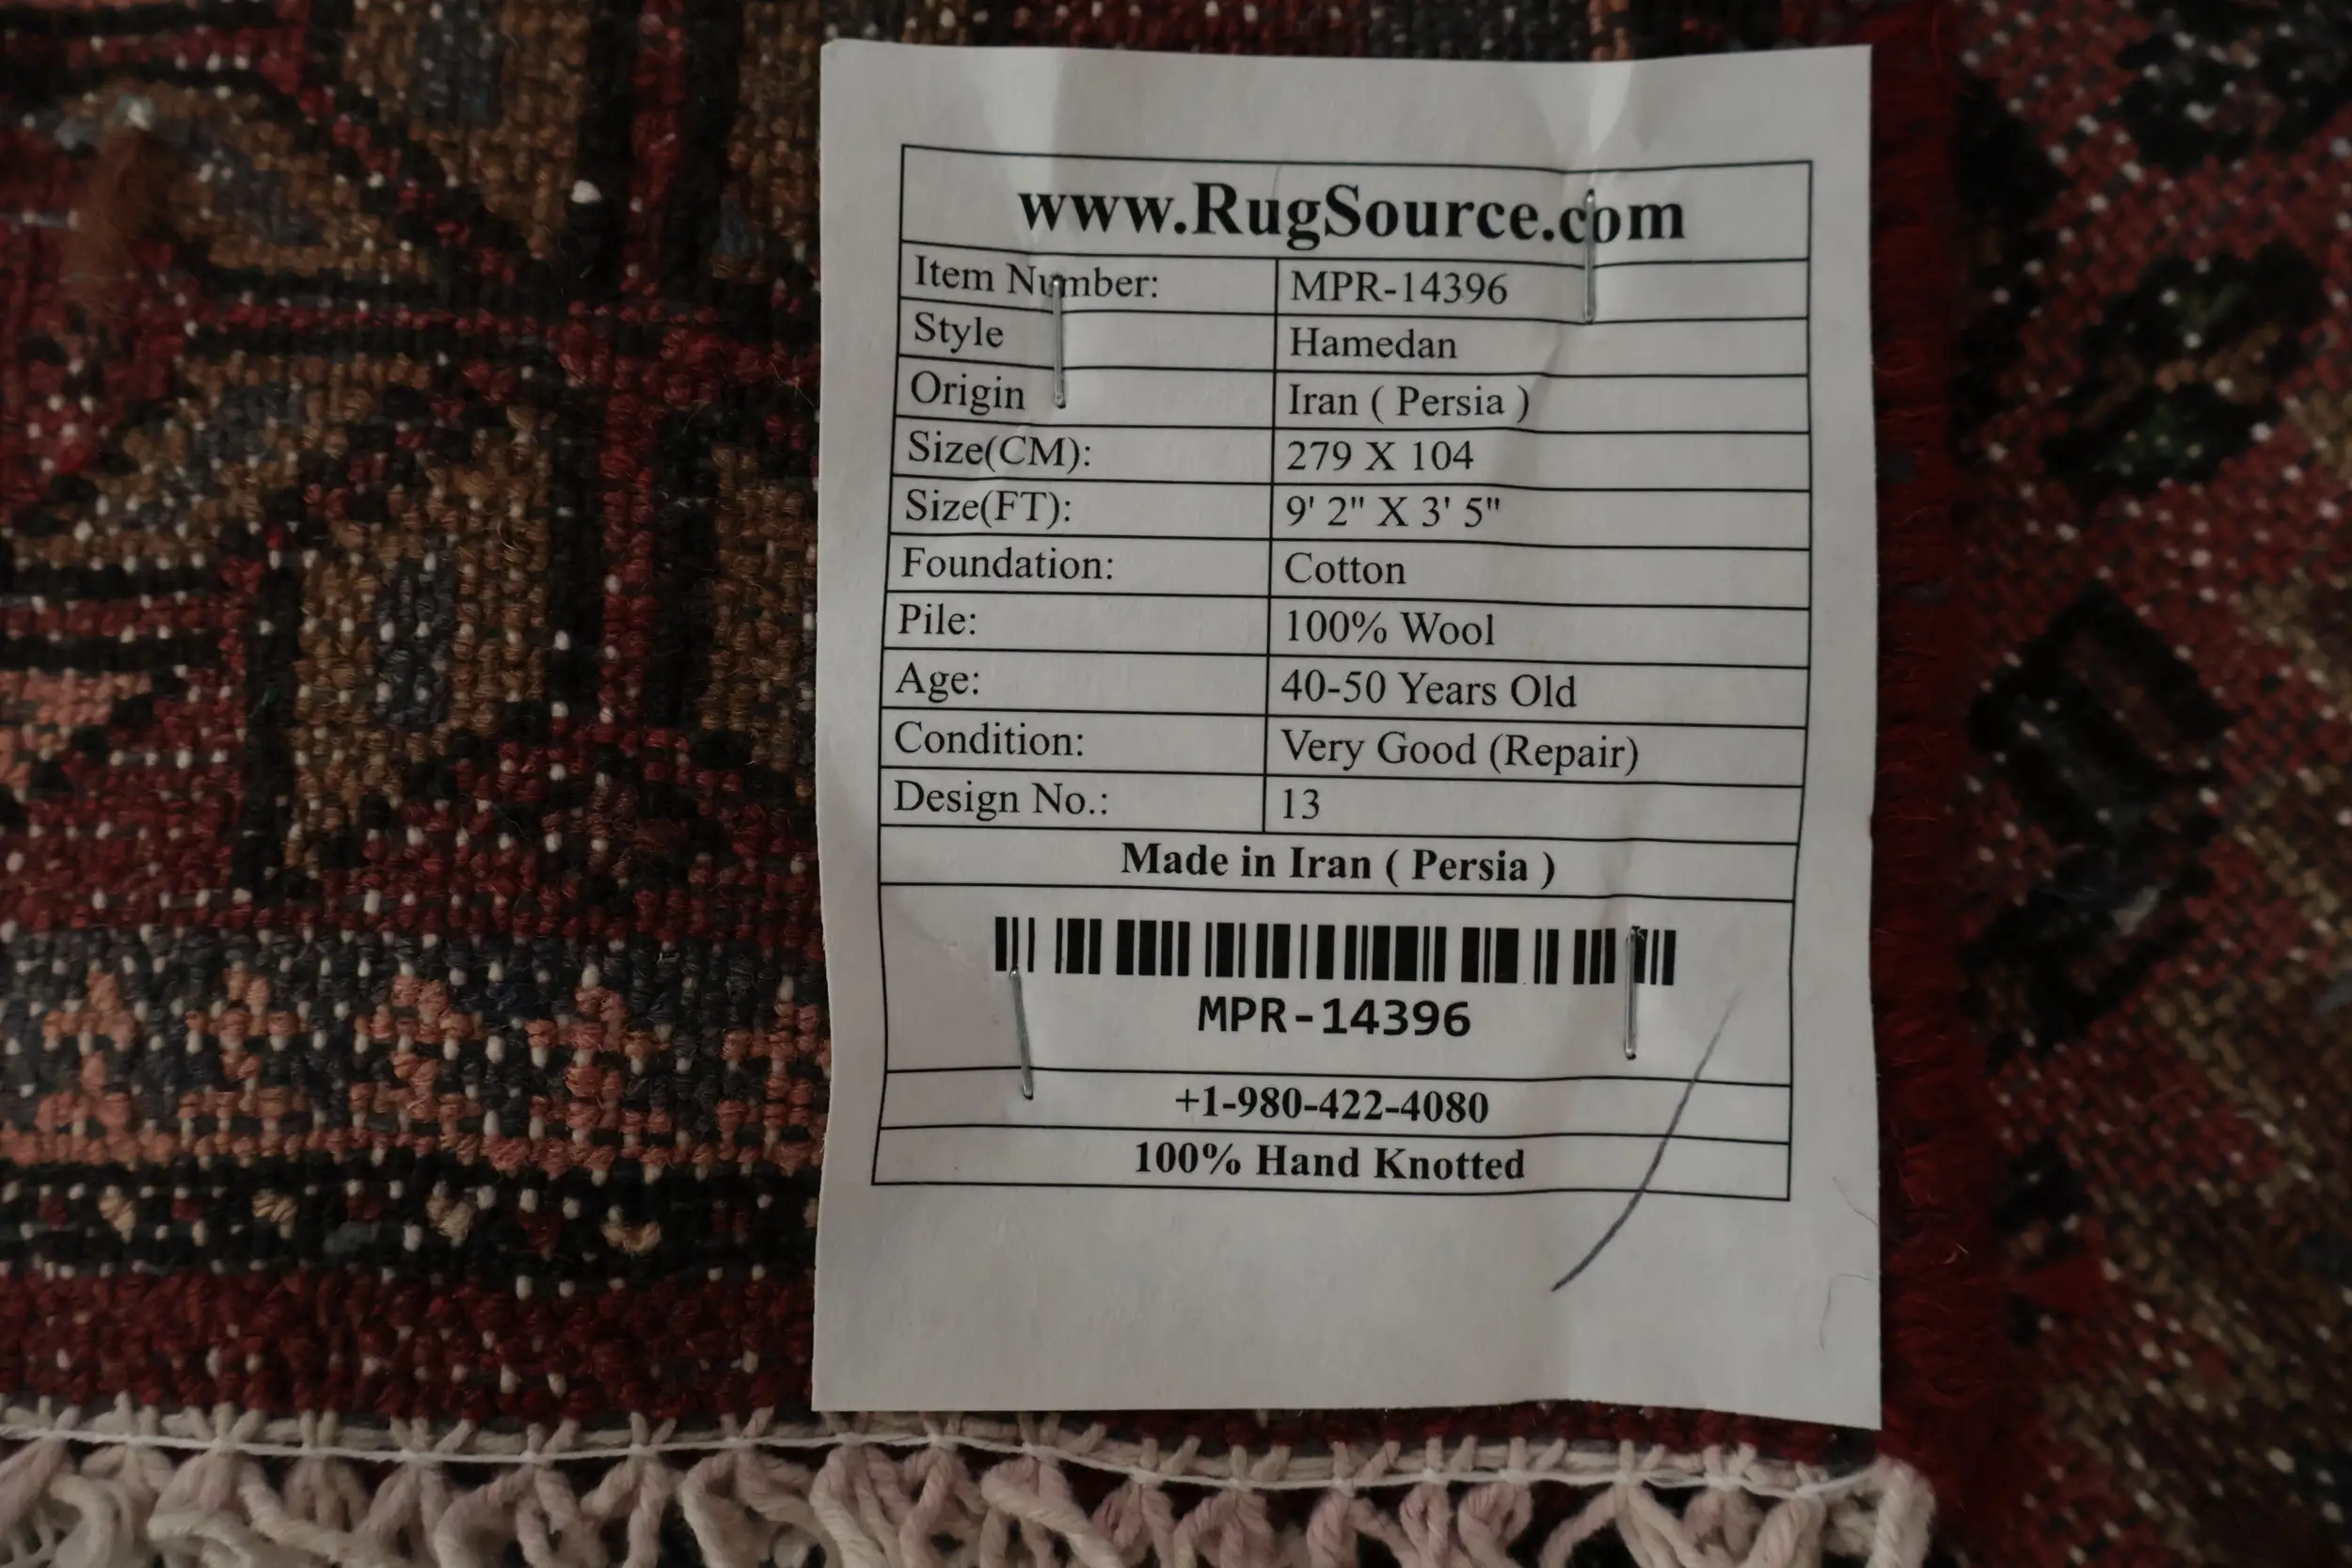 www.RugSource.com
Item Number: MPR-14396
Style Hamedan
Origin Iran ( Persia )
Size(CM): 279 X 104
Size(FT): 9' 2" X 3' 5"
Foundation: Cotton
Pile: 100% Wool
Age: 40-50 Years Old
Condition: Very Good (Repair)
Design No.: 13
Made in Iran ( Persia )
MPR-14396
+1-980-422-4080
100% Hand Knotted